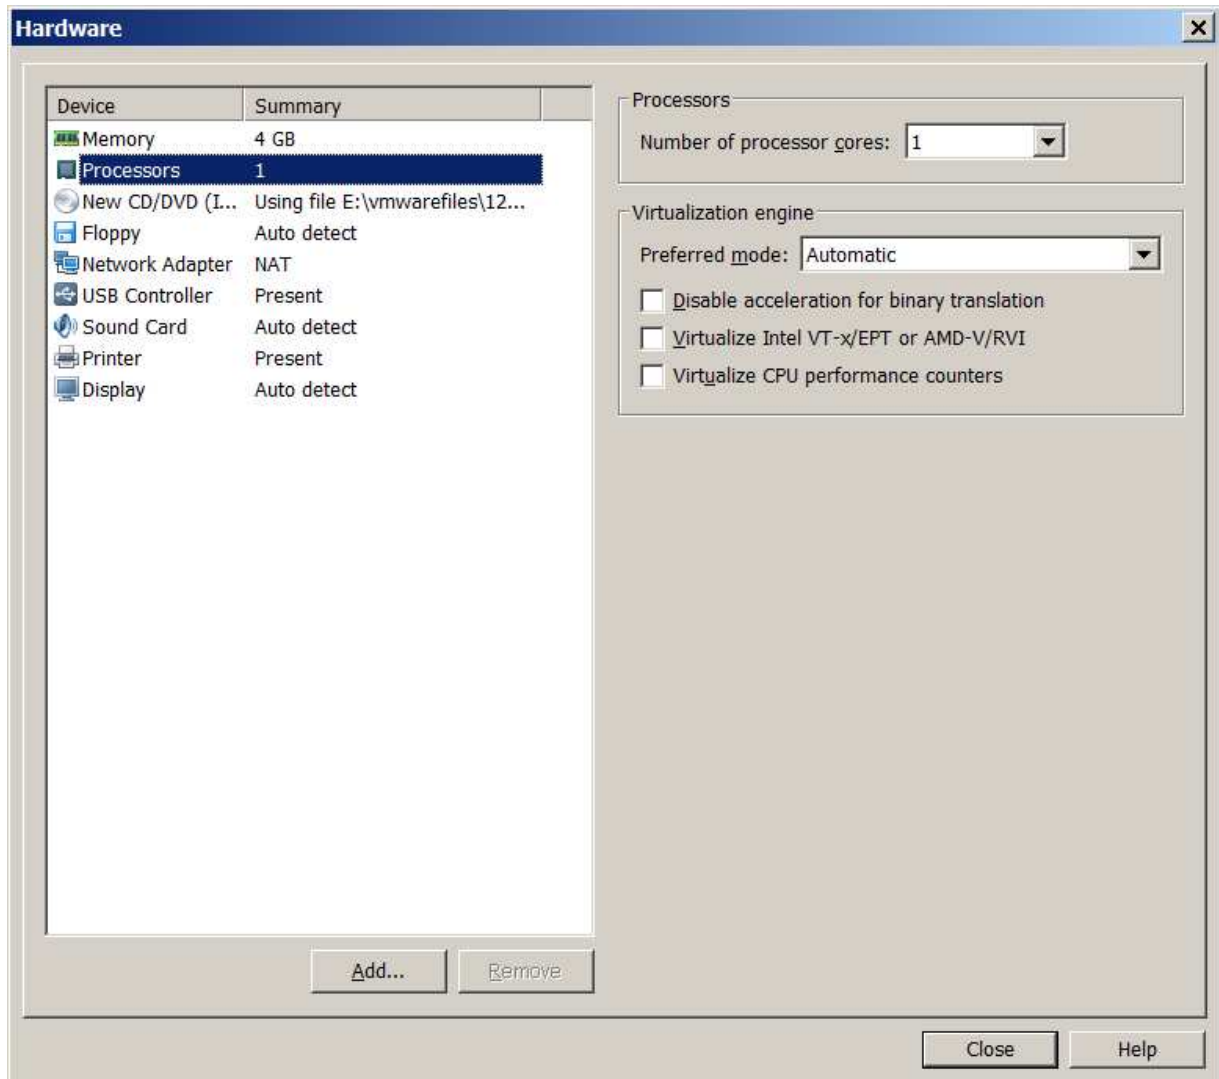 Hardware
Device Summary
Memory 4 GB
Processors 1
New CD/DVD (I... Using file E:\vmwarefiles\12...
Floppy Auto detect
Network Adapter NAT
USB Controller Present
Sound Card Auto detect
Printer Present
Display Auto detect
Add... Remove
Processors
Number of processor cores: 1
Virtualization engine
Preferred mode: Automatic
Disable acceleration for binary translation
Virtualize Intel VT-x/EPT or AMD-V/RVI
Virtualize CPU performance counters
Close Help